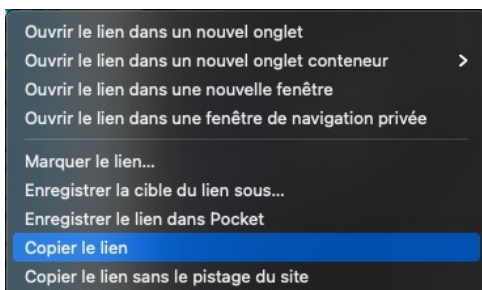 Ouvrir le lien dans un nouvel onglet
Ouvrir le lien dans un nouvel onglet conteneur
Ouvrir le lien dans une nouvelle fenêtre
Ouvrir le lien dans une fenêtre de navigation privée
Marquer le lien...
Enregistrer la cible du lien sous...
Enregistrer le lien dans Pocket
Copier le lien
Copier le lien sans le pistage du site